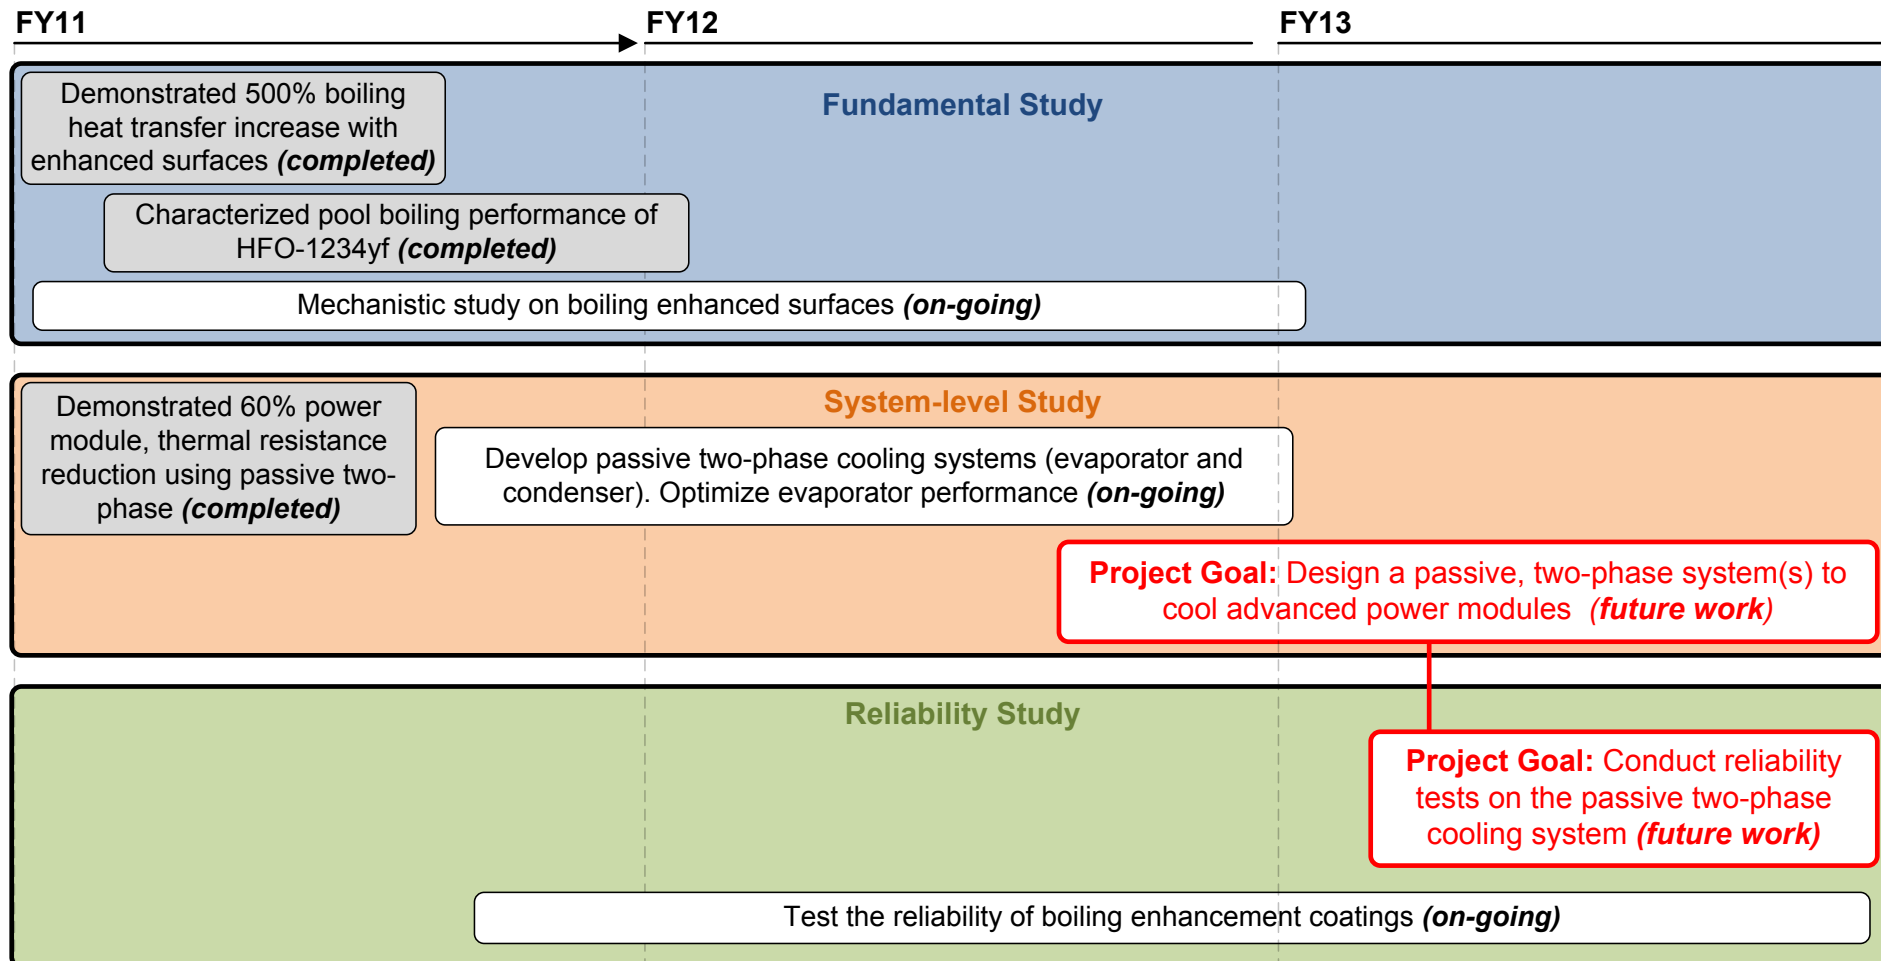 FY11
FY12
FY13
Fundamental Study
Demonstrated 500% boiling
heat transfer increase with
enhanced surfaces (completed)
Characterized pool boiling performance of
HFO-1234yf (completed)
Mechanistic study on boiling enhanced surfaces (on-going)
System-level Study
Demonstrated 60% power
module, thermal resistance
reduction using passive two-
phase (completed)
Develop passive two-phase cooling systems (evaporator and
condenser). Optimize evaporator performance (on-going)
Project Goal: Design a passive, two-phase system(s) to
cool advanced power modules (future work)
Reliability Study
Project Goal: Conduct reliability
tests on the passive two-phase
cooling system (future work)
Test the reliability of boiling enhancement coatings (on-going)